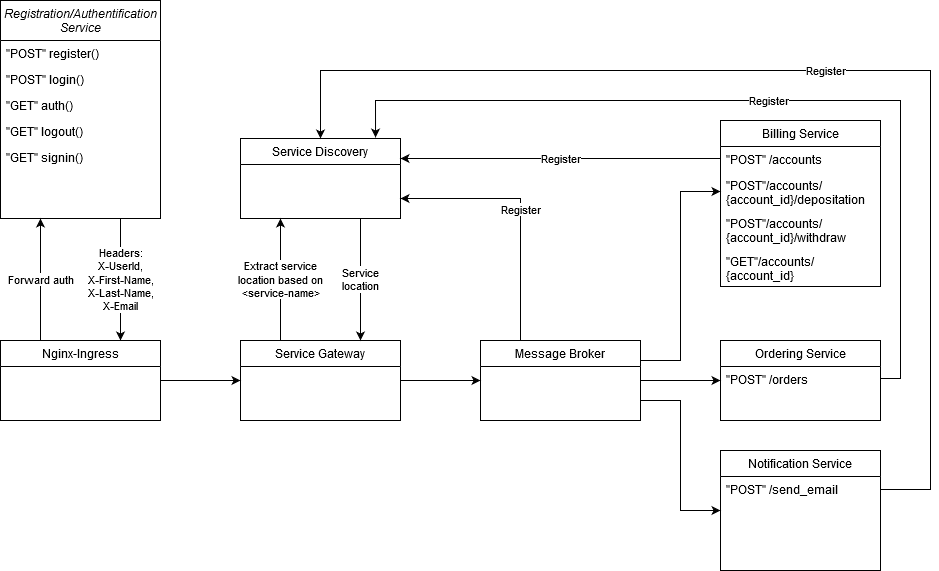 Registration/Authentification
Service
"POST" register()
"POST" login()
"GET" auth()
"GET" logout()
"GET" signin()
Register
Register
Service Discovery
Register
Register
Billing Service
"POST" /accounts
"POST"/accounts/
{account_id}/depositation
"POST"/accounts/
{account_id}/withdraw
"GET"/accounts/
{account_id}
Forward auth
Headers:
X-UserId,
X-First-Name,
X-Last-Name,
X-Email
Extract service
location based on
<service-name>
Service
location
Nginx-Ingress
Service Gateway
Message Broker
Ordering Service
"POST" /orders
Notification Service
"POST" /send_email